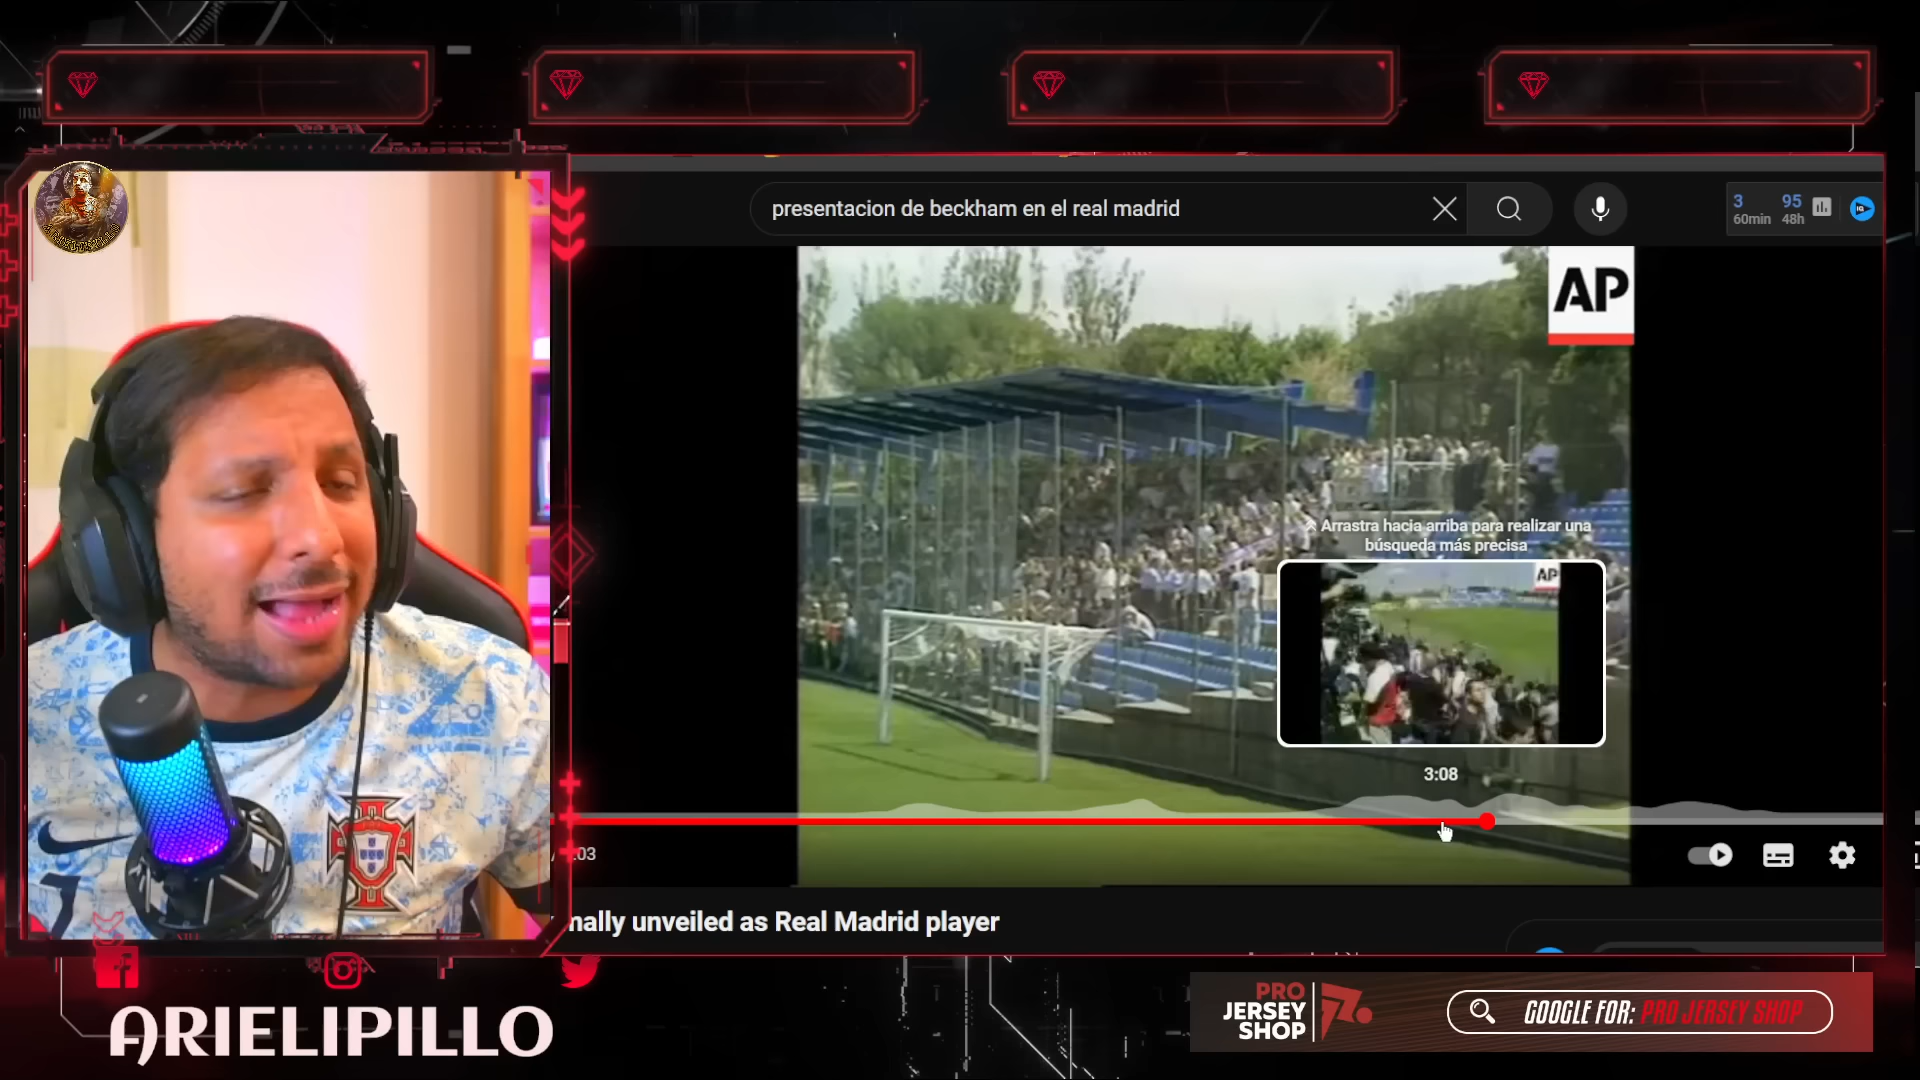 presentacion de beckham en el real madrid
3 95
60min 48h
AP
Arrastra hacia arriba para realizar una
búsqueda más precisa
AP
3:08
:03
nally unveiled as Real Madrid player
ARIELIPILLO
PRO
JERSEY
SHOP
GOOGLE FOR: PRO JERSEY SHOP